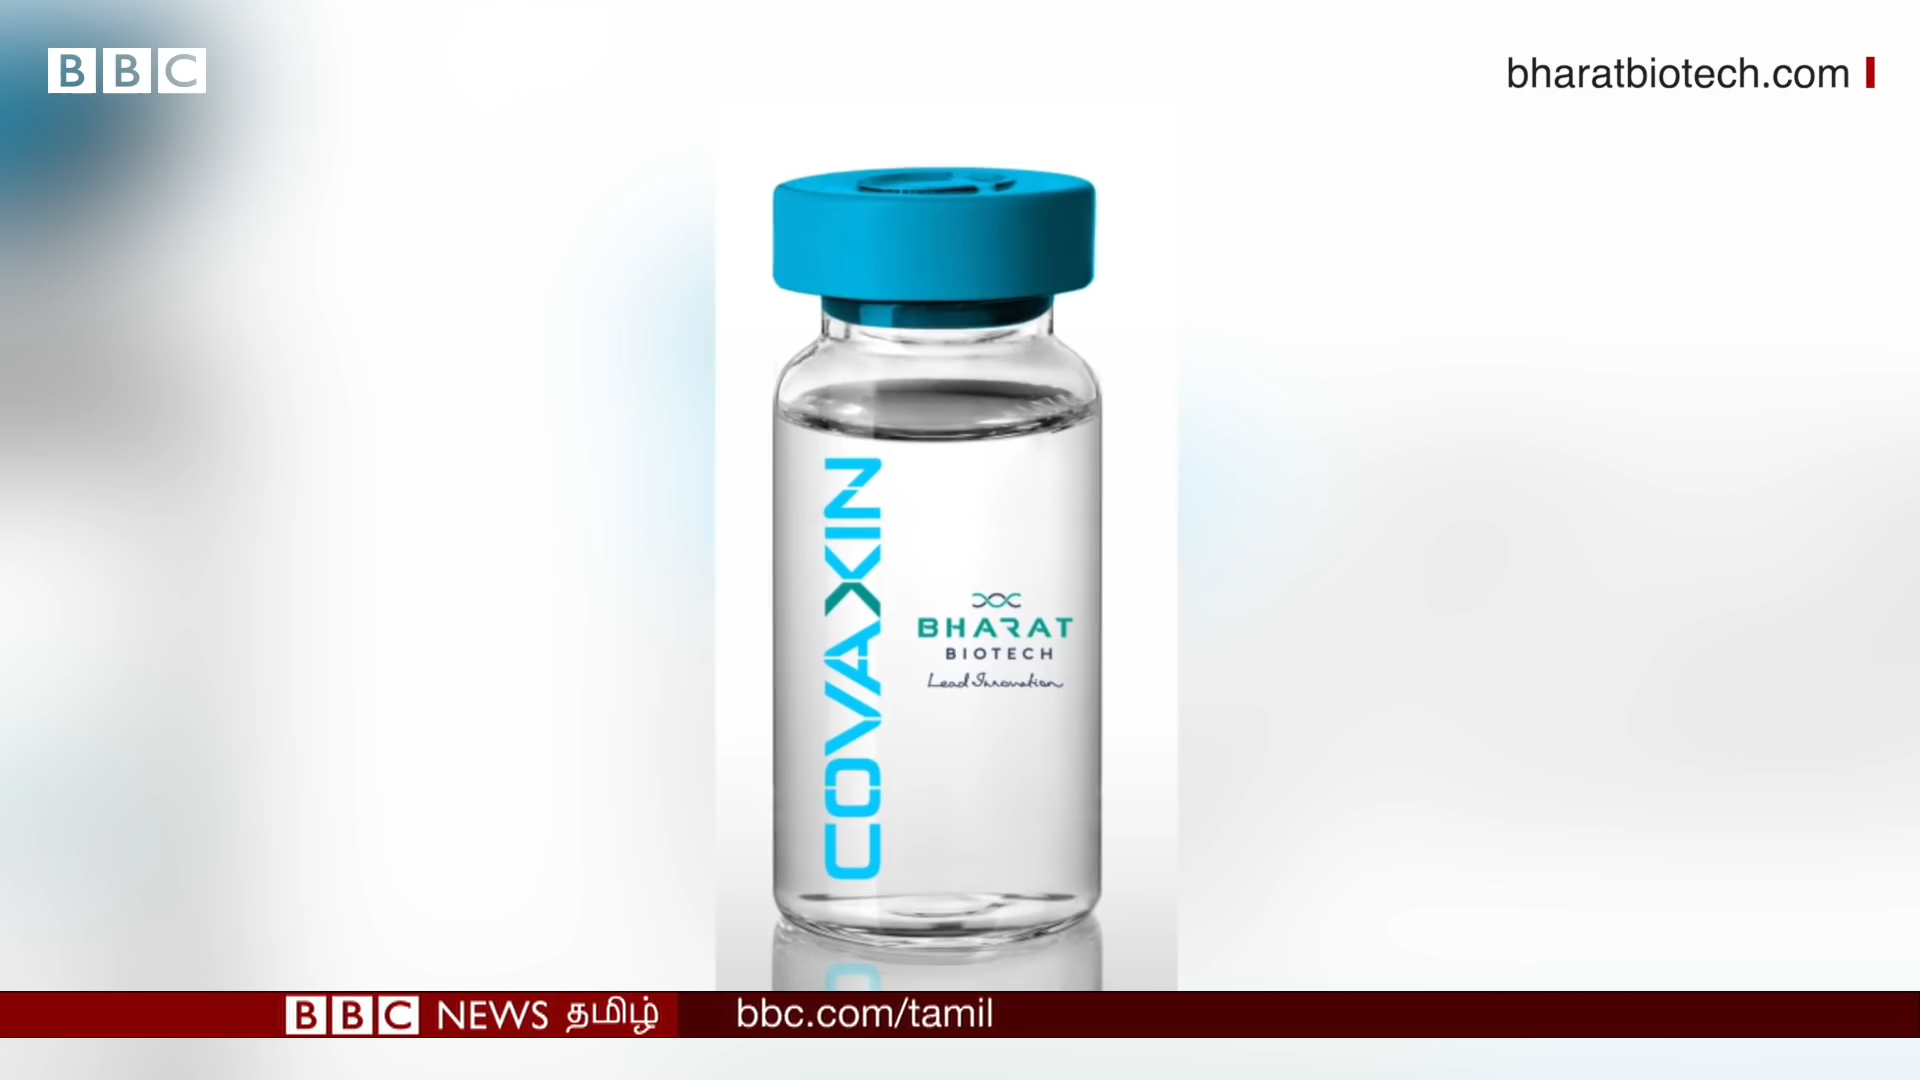 BBC
bharatbiotech.com
COVAXIN
BHARAT
BIOTECH
Lead Innovation
BBC NEWS தமிழ்
bbc.com/tamil